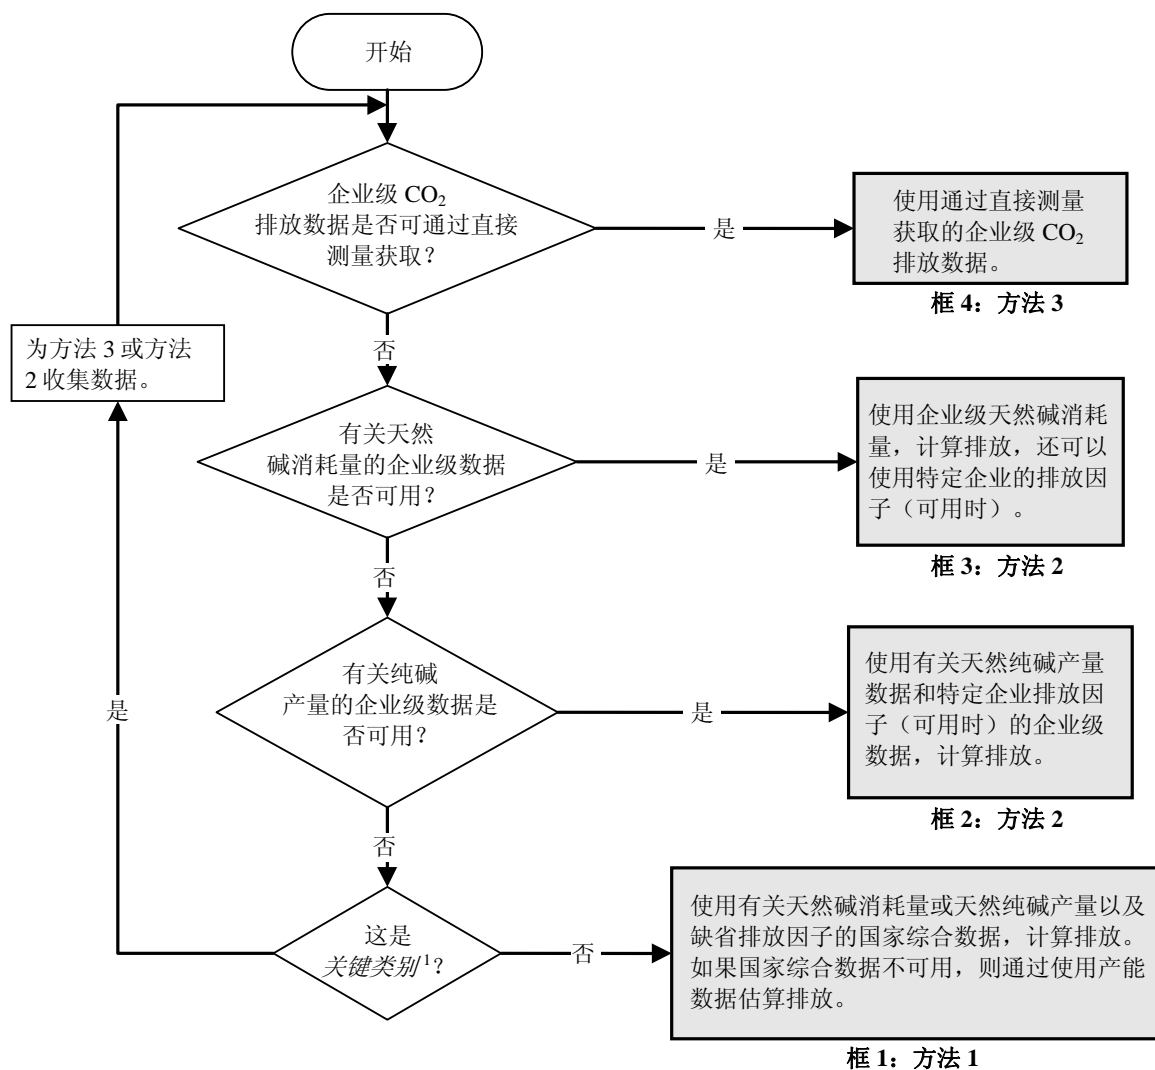 开始
企业级 CO₂
排放数据是否可通过直接
测量获取？
是
使用通过直接测量
获取的企业级 CO₂
排放数据。
框 4：方法 3
为方法 3 或方法
2 收集数据。
否
有关天然
碱消耗量的企业级数据
是否可用？
是
使用企业级天然碱消耗
量，计算排放，还可以
使用特定企业的排放因
子（可用时）。
框 3：方法 2
否
有关纯碱
产量的企业级数据是
否可用？
是
使用有关天然纯碱产量
数据和特定企业排放因
子（可用时）的企业级
数据，计算排放。
框 2：方法 2
是
否
这是
关键类别¹？
否
使用有关天然碱消耗量或天然纯碱产量以及
缺省排放因子的国家综合数据，计算排放。
如果国家综合数据不可用，则通过使用产能
数据估算排放。
框 1：方法 1